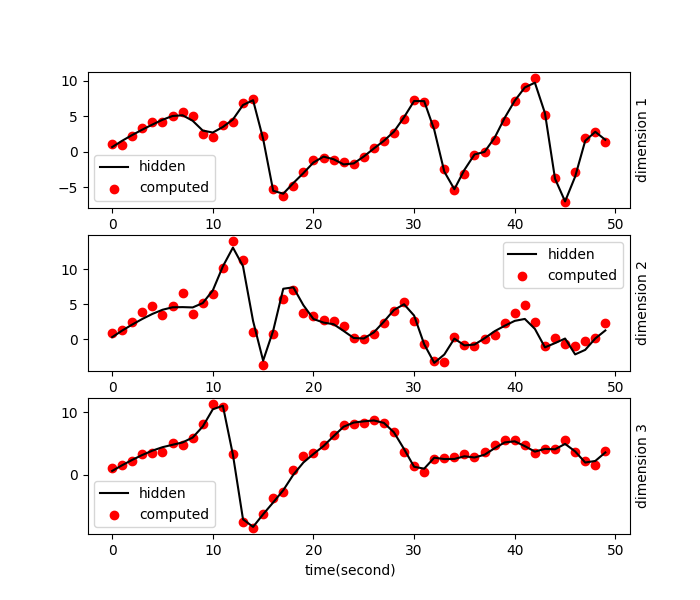 10
5
0
−5
hidden
computed
0 10 20 30 40 50
dimension 1
10
5
0
hidden
computed
0 10 20 30 40 50
dimension 2
10
0
hidden
computed
0 10 20 30 40 50
dimension 3
time(second)